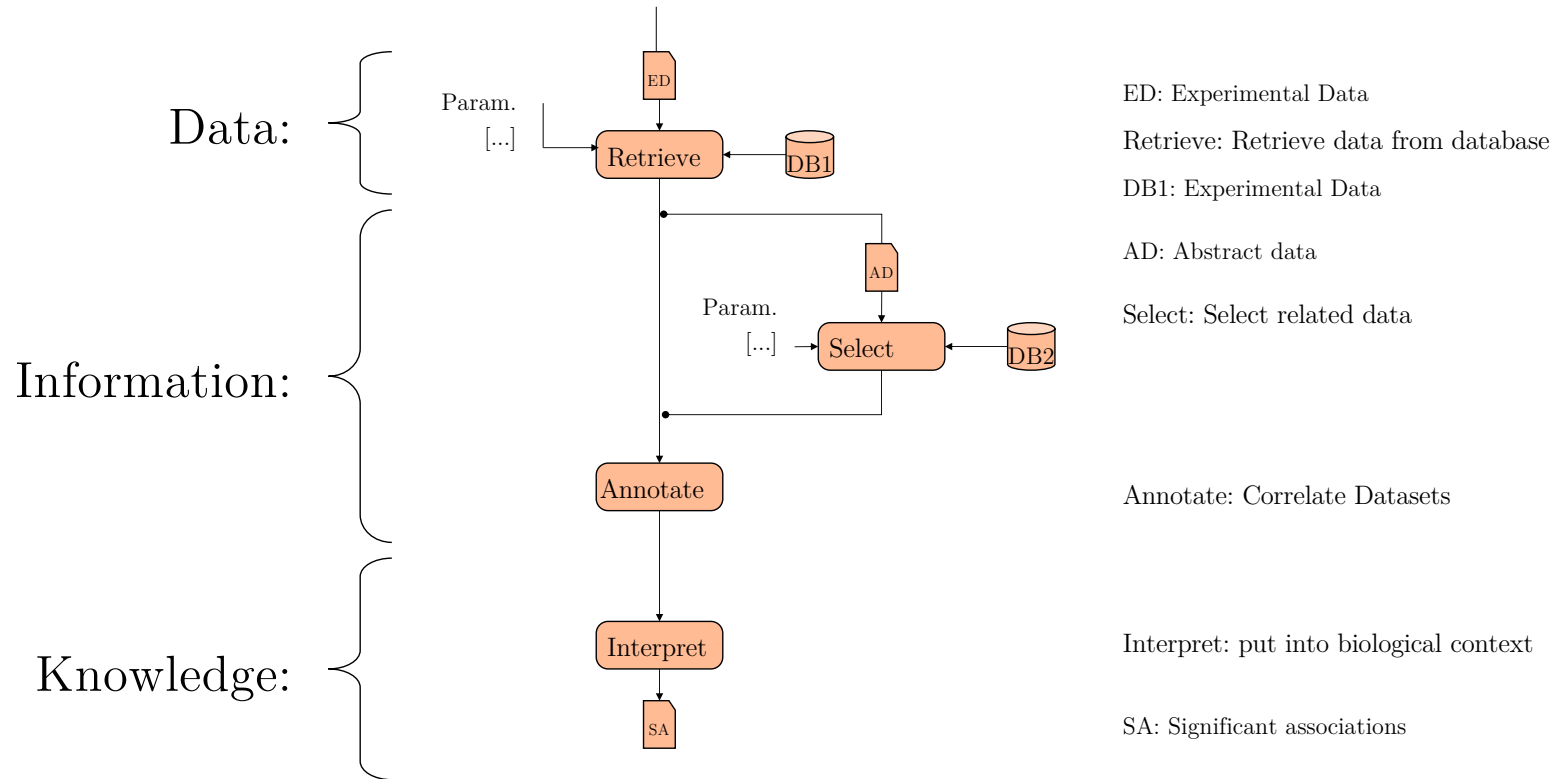 ED
Param.
[...]
Data:
Retrieve
DB1
ED: Experimental Data
Retrieve: Retrieve data from database
DB1: Experimental Data
AD
AD: Abstract data
Param.
[...]
Select
DB2
Select: Select related data
Information:
Annotate
Annotate: Correlate Datasets
Knowledge:
Interpret
Interpret: put into biological context
SA
SA: Significant associations